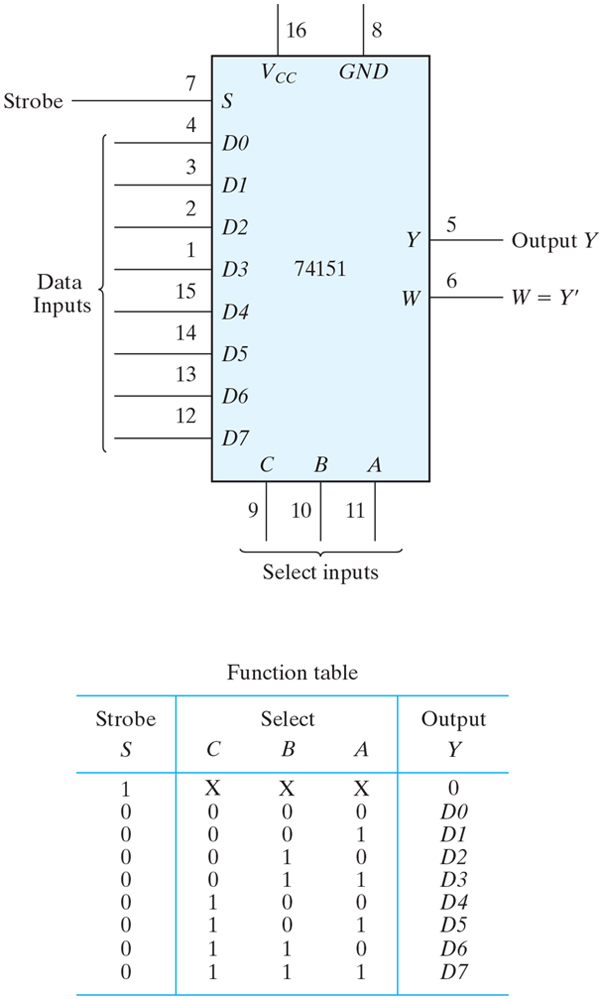 16 8
V_CC GND
7
Strobe S
4
D0
3
D1
2
D2
1
D3
15
D4
14
D5
13
D6
12
D7
Data
Inputs
74151
Y 5 Output Y
W 6 W = Y′
C B A
9 10 11
Select inputs
Function table
Strobe Select Output
S C B A Y
1 X X X 0
0 0 0 0 D0
0 0 0 1 D1
0 0 1 0 D2
0 0 1 1 D3
0 1 0 0 D4
0 1 0 1 D5
0 1 1 0 D6
0 1 1 1 D7